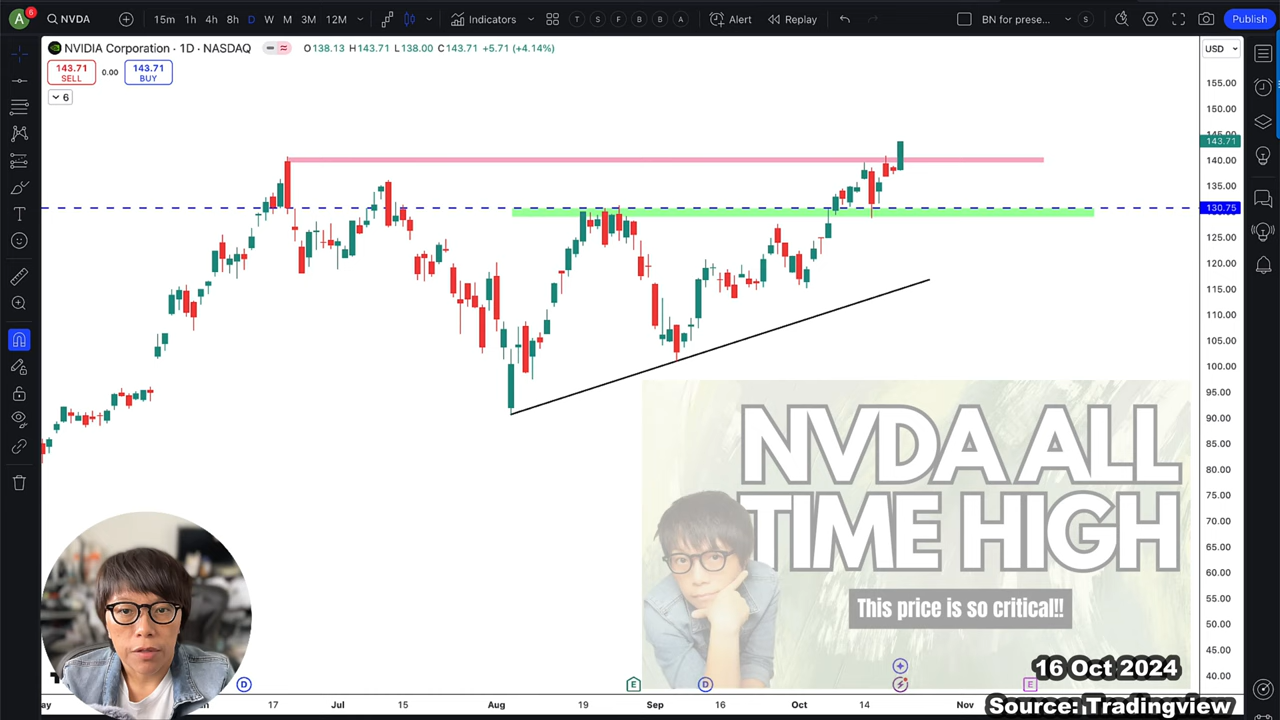 A 6 NVDA 15m 1h 4h 8h D W M 3M 12M Indicators T S F B B A Alert Replay BN for prese... S Publish
NVIDIA Corporation · 1D · NASDAQ O138.13 H143.71 L138.00 C143.71 +5.71 (+4.14%)
USD
143.71
SELL
0.00
143.71
BUY
6
155.00
150.00
145.00
143.71
140.00
135.00
130.75
125.00
120.00
115.00
110.00
105.00
100.00
95.00
90.00
85.00
80.00
75.00
70.00
65.00
60.00
55.00
50.00
45.00
40.00
NVDA ALL
TIME HIGH
This price is so critical!!
16 Oct 2024
D E D E
ay 17 Jul 15 Aug 19 Sep 16 Oct 14 Nov
Source: Tradingview